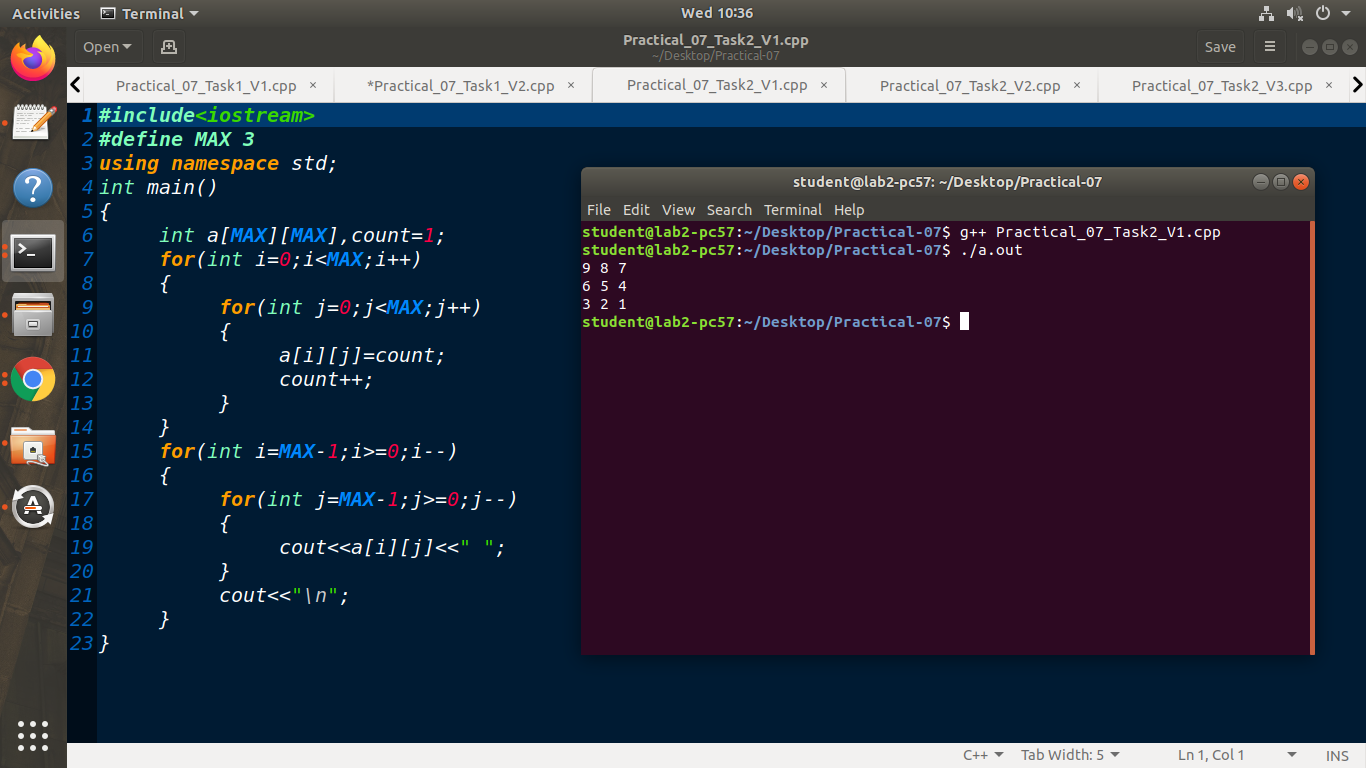 Activities Terminal Wed 10:36
Open Practical_07_Task2_V1.cpp Save
~/Desktop/Practical-07
Practical_07_Task1_V1.cpp × *Practical_07_Task1_V2.cpp × Practical_07_Task2_V1.cpp × Practical_07_Task2_V2.cpp × Practical_07_Task2_V3.cpp ×
1 #include<iostream>
2 #define MAX 3
3 using namespace std;
4 int main()
5 {
6 int a[MAX][MAX],count=1;
7 for(int i=0;i<MAX;i++)
8 {
9 for(int j=0;j<MAX;j++)
10 {
11 a[i][j]=count;
12 count++;
13 }
14 }
15 for(int i=MAX-1;i>=0;i--)
16 {
17 for(int j=MAX-1;j>=0;j--)
18 {
19 cout<<a[i][j]<<" ";
20 }
21 cout<<"\n";
22 }
23 }
student@lab2-pc57: ~/Desktop/Practical-07
File Edit View Search Terminal Help
student@lab2-pc57:~/Desktop/Practical-07$ g++ Practical_07_Task2_V1.cpp
student@lab2-pc57:~/Desktop/Practical-07$ ./a.out
9 8 7
6 5 4
3 2 1
student@lab2-pc57:~/Desktop/Practical-07$
C++ Tab Width: 5 Ln 1, Col 1 INS